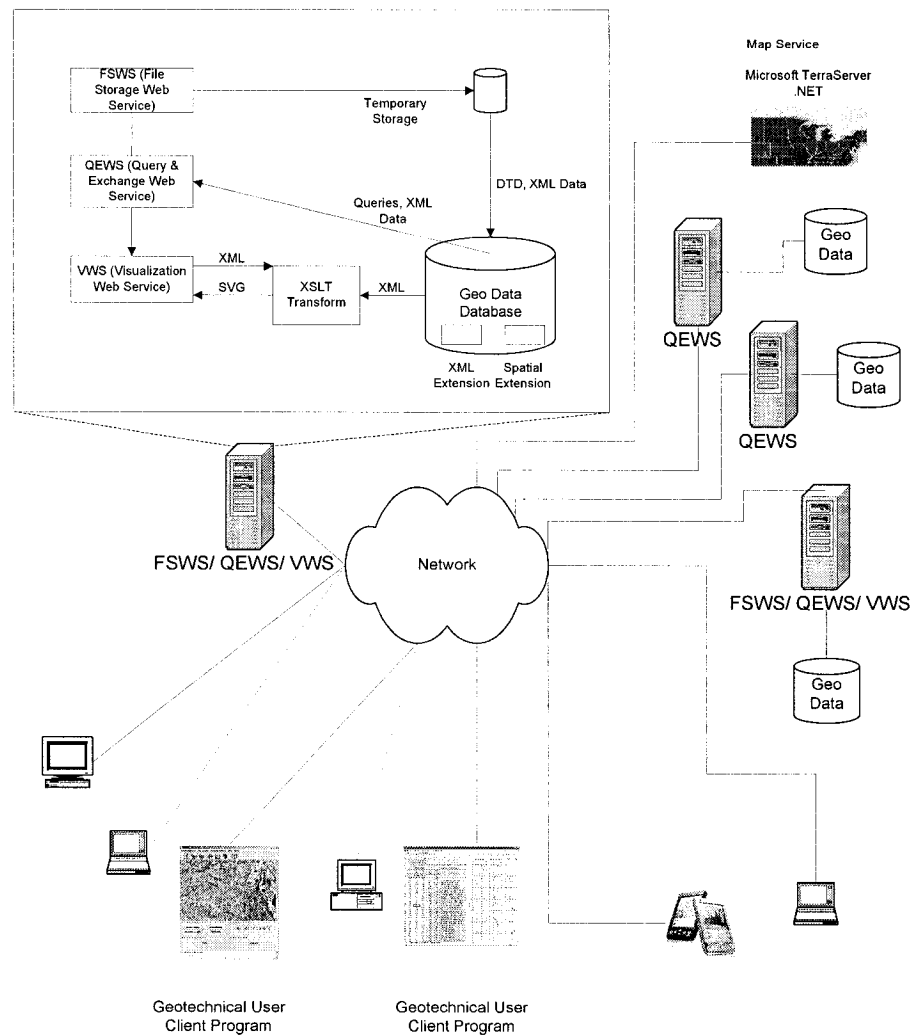 Map Service
Microsoft TerraServer
.NET
FSWS (File
Storage Web
Service)
Temporary
Storage
QEWS (Query &
Exchange Web
Service)
Queries, XML
Data
DTD, XML Data
VWS (Visualization
Web Service)
XML
SVG
XSLT
Transform
XML
Geo Data
Database
XML
Extension
Spatial
Extension
Geo
Data
QEWS
Geo
Data
QEWS
FSWS/ QEWS/ VWS
Network
FSWS/ QEWS/ VWS
Geo
Data
Geotechnical User
Client Program
Geotechnical User
Client Program